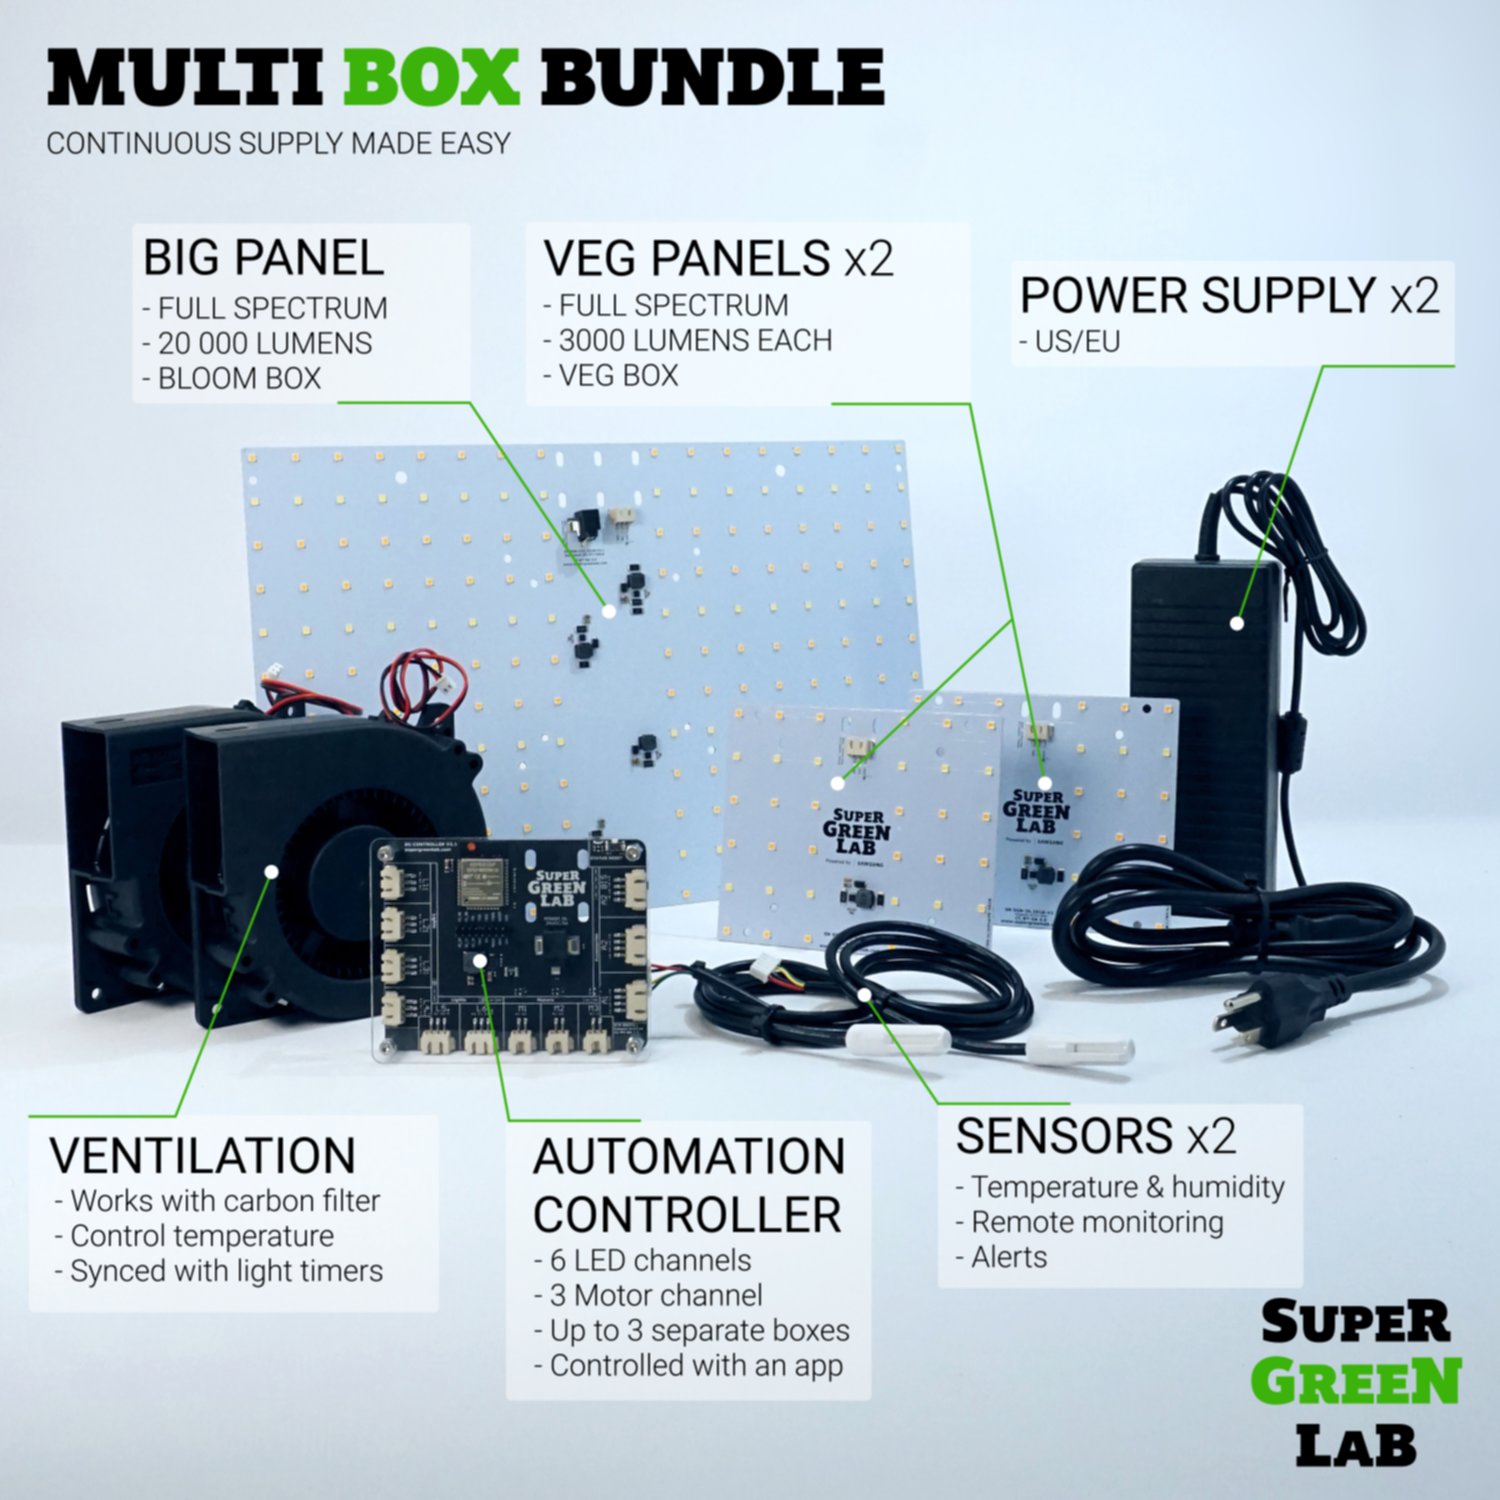 MULTI BOX BUNDLE
CONTINUOUS SUPPLY MADE EASY
BIG PANEL
- FULL SPECTRUM
- 20 000 LUMENS
- BLOOM BOX
VEG PANELS x2
- FULL SPECTRUM
- 3000 LUMENS EACH
- VEG BOX
POWER SUPPLY x2
- US/EU
SUPER
GREEN
LAB
SUPER
GREEN
LAB
Powered by | SAMSUNG
SUPER
GREEN
LAB
VENTILATION
- Works with carbon filter
- Control temperature
- Synced with light timers
AUTOMATION
CONTROLLER
- 6 LED channels
- 3 Motor channel
- Up to 3 separate boxes
- Controlled with an app
SENSORS x2
- Temperature & humidity
- Remote monitoring
- Alerts
SUPER
GREEN
LAB